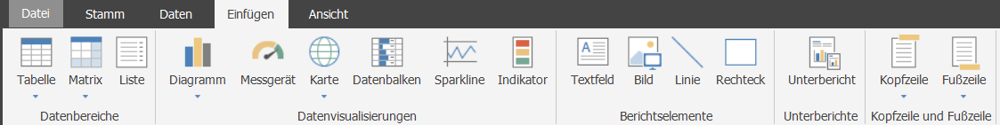 Datei Stamm Daten Einfügen Ansicht
A
Tabelle Matrix Liste Diagramm Messgerät Karte Datenbalken Sparkline Indikator Textfeld Bild Linie Rechteck Unterbericht Kopfzeile Fußzeile
Datenbereiche Datenvisualisierungen Berichtselemente Unterberichte Kopfzeile und Fußzeile